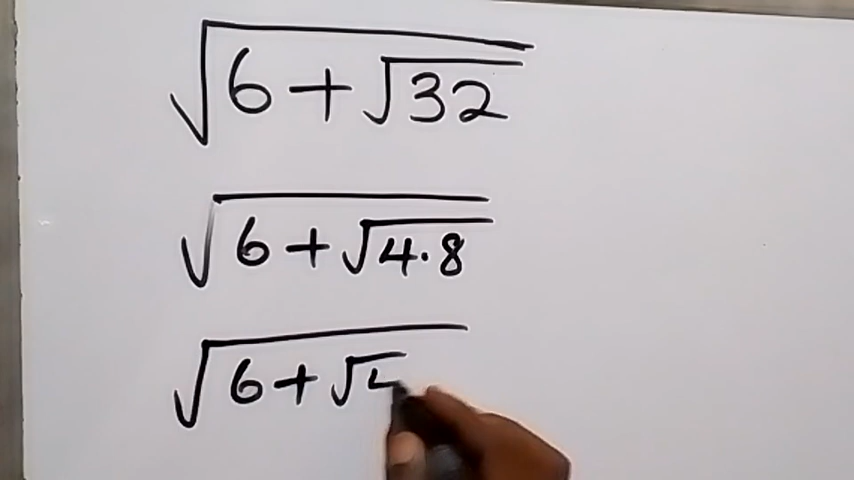 √6 + √32
√6 + √4·8
√6 + √4